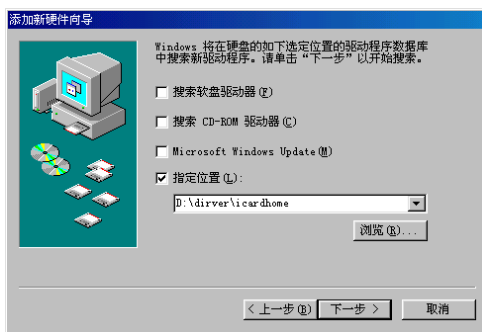 添加新硬件向导
Windows 将在硬盘的如下选定位置的驱动程序数据库
中搜索新驱动程序。请单击“下一步”以开始搜索。
搜索软盘驱动器(F)
搜索 CD-ROM 驱动器(C)
Microsoft Windows Update(M)
指定位置(L):
D:\dirver\icardhome
浏览(R)...
< 上一步(B)
下一步 >
取消